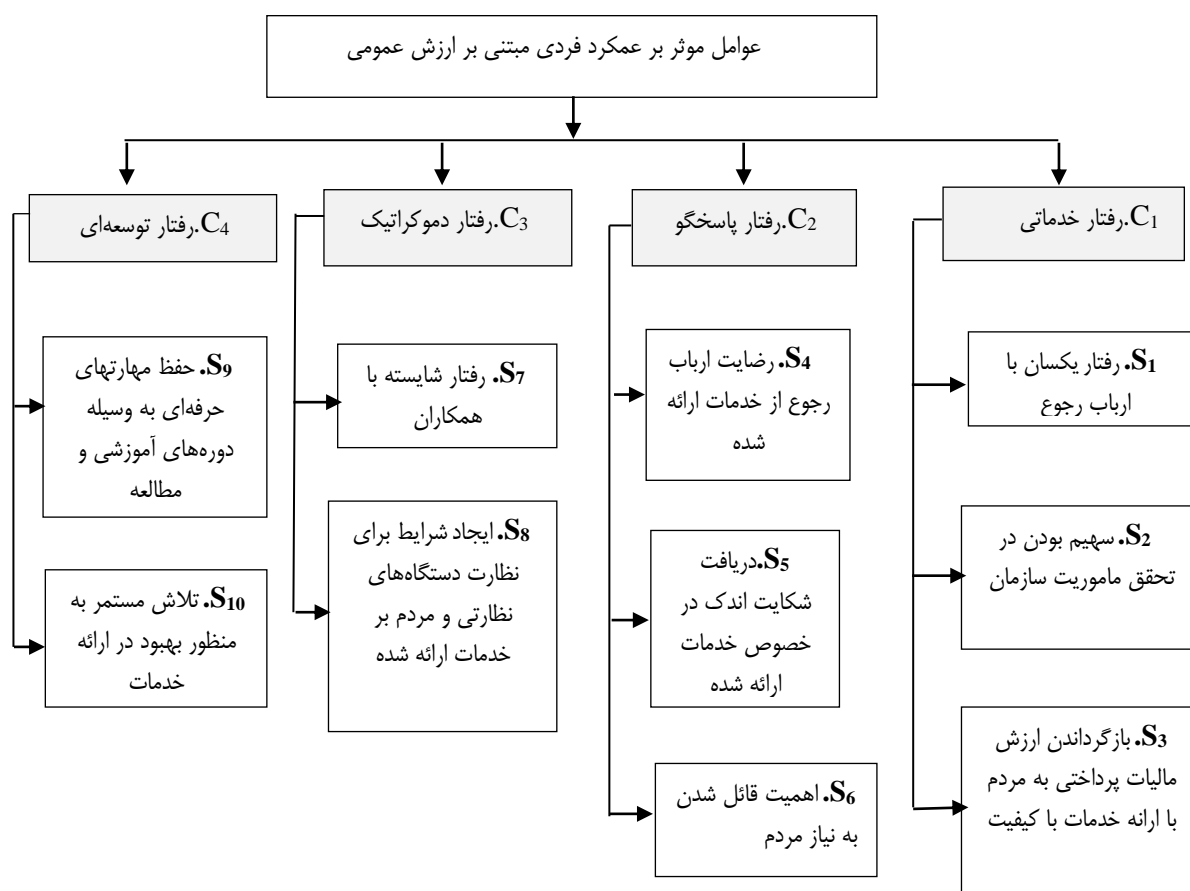 عوامل موثر بر عمکرد فردی مبتنی بر ارزش عمومی
C1.رفتار خدماتی
C2.رفتار پاسخگو
C3.رفتار دموکراتیک
C4.رفتار توسعه‌ای
S1. رفتار یکسان با
ارباب رجوع
S2. سهیم بودن در
تحقق ماموریت سازمان
S3. بازگرداندن ارزش
مالیات پرداختی به مردم
با ارائه خدمات با کیفیت
S4. رضایت ارباب
رجوع از خدمات ارائه
شده
S5.دریافت
شکایت اندک در
خصوص خدمات
ارائه شده
S6. اهمیت قائل شدن
به نیاز مردم
S7. رفتار شایسته با
همکاران
S8. ایجاد شرایط برای
نظارت دستگاه‌های
نظارتی و مردم بر
خدمات ارائه شده
S9. حفظ مهارتهای
حرفه‌ای به وسیله
دوره‌های آموزشی و
مطالعه
S10. تلاش مستمر به
منظور بهبود در ارائه
خدمات